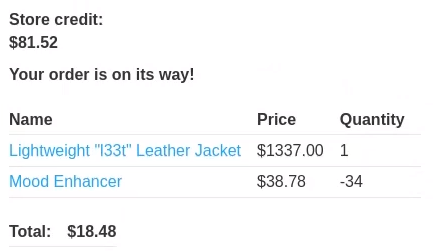 Store credit:
$81.52
Your order is on its way!
Name Price Quantity
Lightweight "l33t" Leather Jacket $1337.00 1
Mood Enhancer $38.78 -34
Total: $18.48